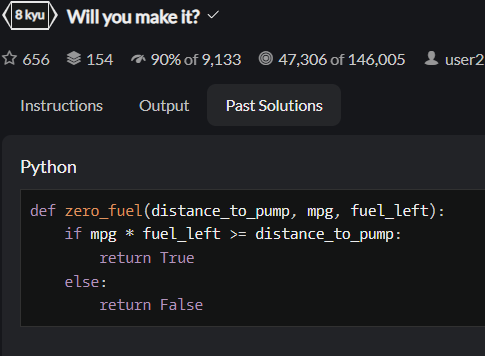 8 kyu Will you make it?
656 154 90% of 9,133 47,306 of 146,005 user2
Instructions Output Past Solutions
Python
def zero_fuel(distance_to_pump, mpg, fuel_left):
    if mpg * fuel_left >= distance_to_pump:
        return True
    else:
        return False